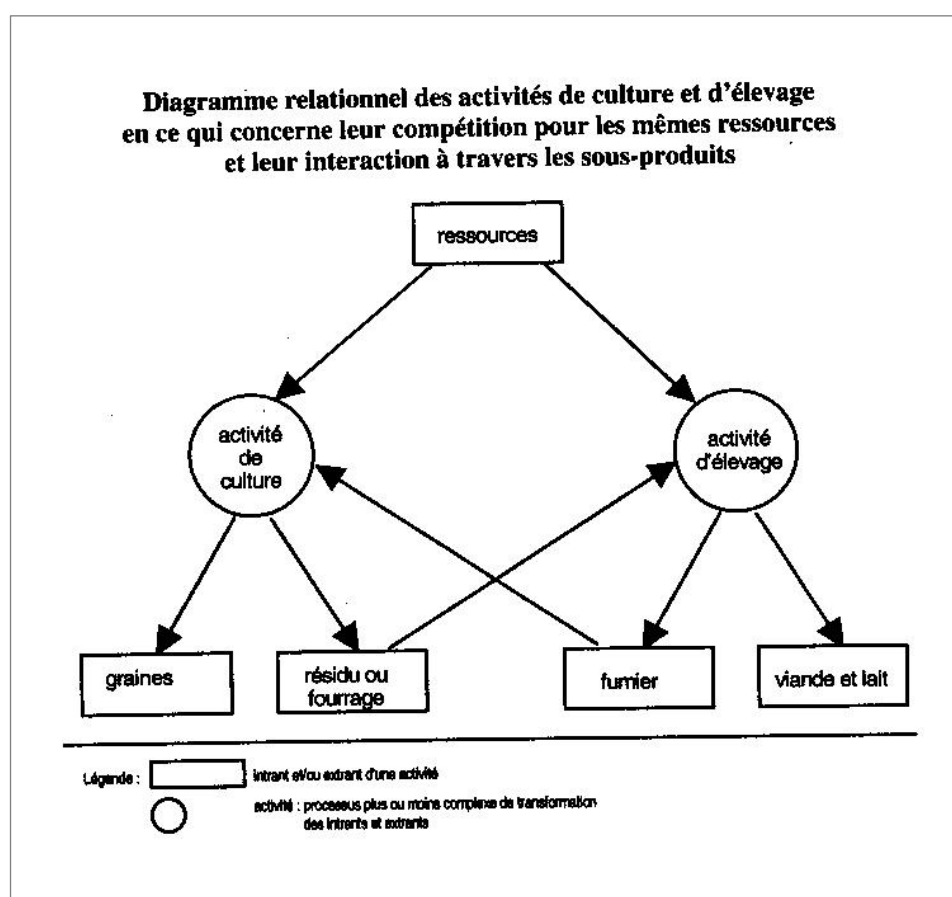 Diagramme relationnel des activités de culture et d'élevage
en ce qui concerne leur compétition pour les mêmes ressources
et leur interaction à travers les sous-produits
ressources
activité
de
culture
activité
d'élevage
graines
résidu ou
fourrage
fumier
viande et lait
Légende :
intrant et/ou extrant d'une activité
activité : processus plus ou moins complexe de transformation
des intrants et extrants